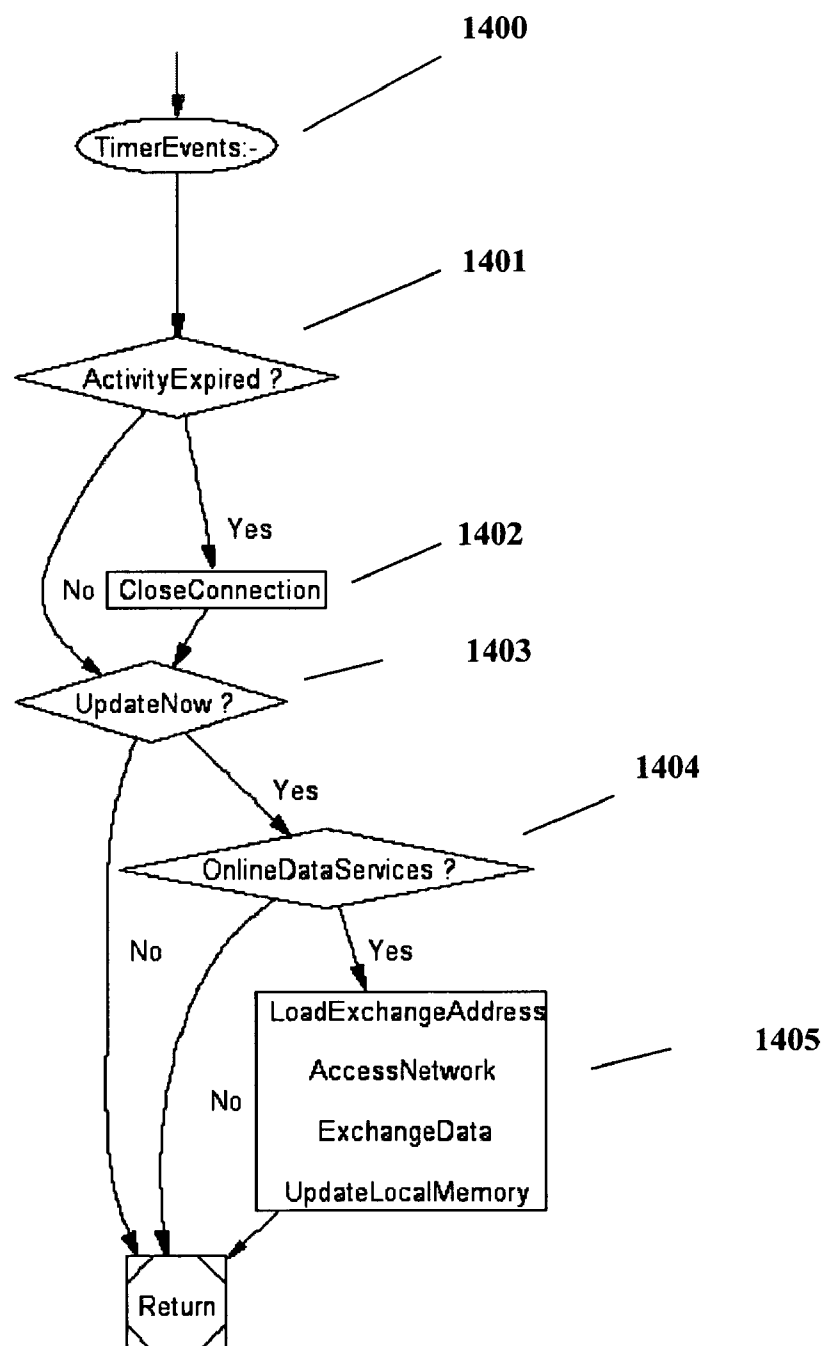 1400
TimerEvents:-
1401
ActivityExpired ?
Yes
1402
No
CloseConnection
1403
UpdateNow ?
1404
Yes
OnlineDataServices ?
No
Yes
LoadExchangeAddress
1405
AccessNetwork
No
ExchangeData
UpdateLocalMemory
Return